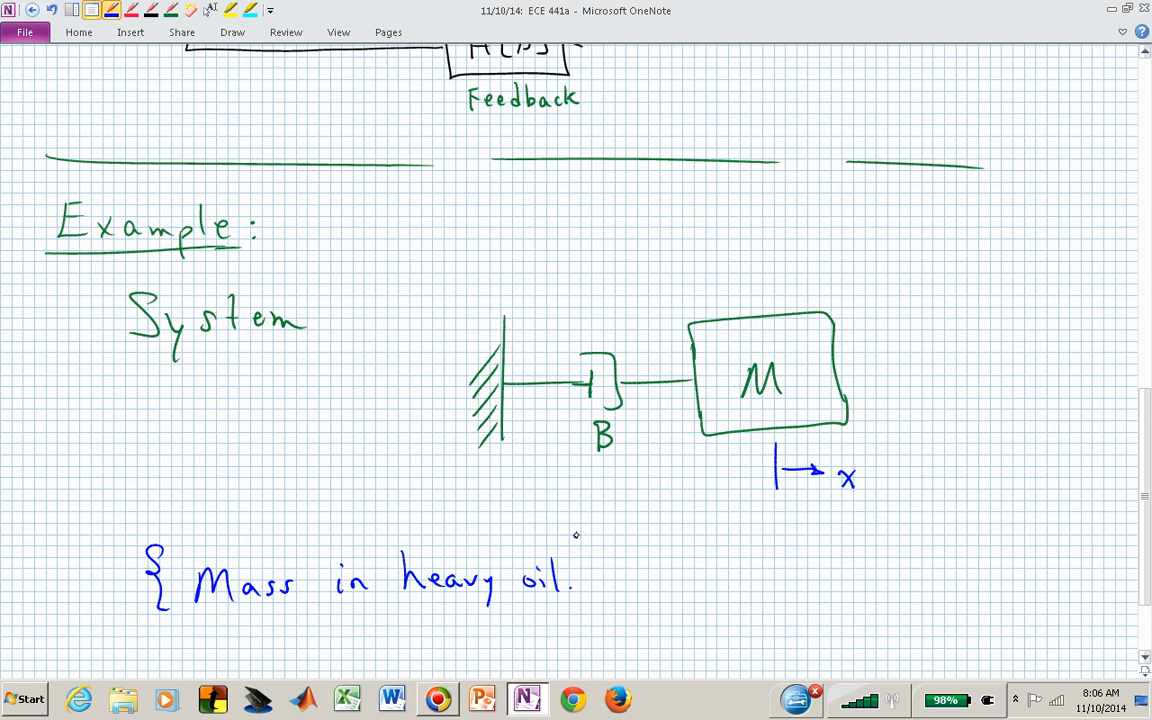 11/10/14: ECE 441a - Microsoft OneNote
File Home Insert Share Draw Review View Pages
Feedback
Example:
System
M
B
x
{ Mass in heavy oil.
Start
98%
8:06 AM
11/10/2014